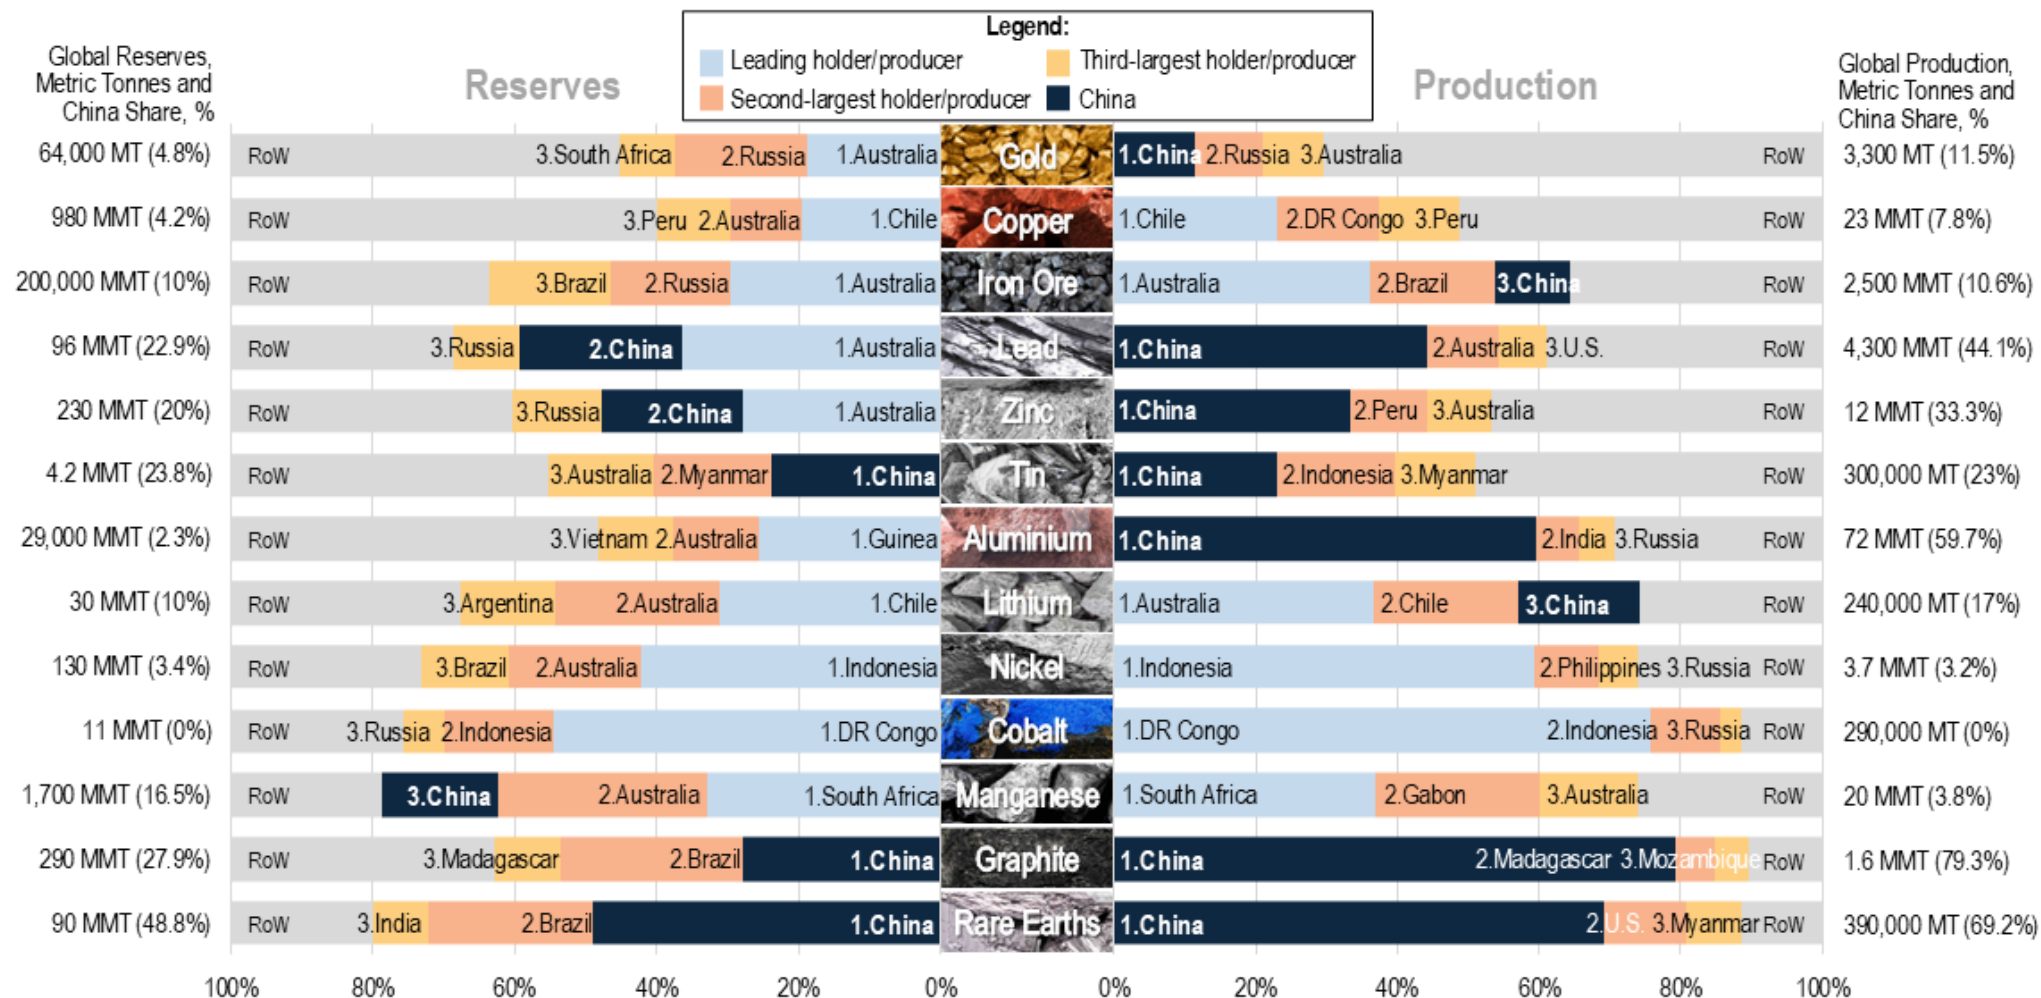 Legend:
Leading holder/producer
Third-largest holder/producer
Second-largest holder/producer
China
Global Reserves,
Metric Tonnes and
China Share, %
Reserves
Production
Global Production,
Metric Tonnes and
China Share, %
64,000 MT (4.8%) RoW 3.South Africa 2.Russia 1.Australia Gold 1.China 2.Russia 3.Australia RoW 3,300 MT (11.5%)
980 MMT (4.2%) RoW 3.Peru 2.Australia 1.Chile Copper 1.Chile 2.DR Congo 3.Peru RoW 23 MMT (7.8%)
200,000 MMT (10%) RoW 3.Brazil 2.Russia 1.Australia Iron Ore 1.Australia 2.Brazil 3.China RoW 2,500 MMT (10.6%)
96 MMT (22.9%) RoW 3.Russia 2.China 1.Australia Lead 1.China 2.Australia 3.U.S. RoW 4,300 MMT (44.1%)
230 MMT (20%) RoW 3.Russia 2.China 1.Australia Zinc 1.China 2.Peru 3.Australia RoW 12 MMT (33.3%)
4.2 MMT (23.8%) RoW 3.Australia 2.Myanmar 1.China Tin 1.China 2.Indonesia 3.Myanmar RoW 300,000 MT (23%)
29,000 MMT (2.3%) RoW 3.Vietnam 2.Australia 1.Guinea Aluminium 1.China 2.India 3.Russia RoW 72 MMT (59.7%)
30 MMT (10%) RoW 3.Argentina 2.Australia 1.Chile Lithium 1.Australia 2.Chile 3.China RoW 240,000 MT (17%)
130 MMT (3.4%) RoW 3.Brazil 2.Australia 1.Indonesia Nickel 1.Indonesia 2.Philippines 3.Russia RoW 3.7 MMT (3.2%)
11 MMT (0%) RoW 3.Russia 2.Indonesia 1.DR Congo Cobalt 1.DR Congo 2.Indonesia 3.Russia RoW 290,000 MT (0%)
1,700 MMT (16.5%) RoW 3.China 2.Australia 1.South Africa Manganese 1.South Africa 2.Gabon 3.Australia RoW 20 MMT (3.8%)
290 MMT (27.9%) RoW 3.Madagascar 2.Brazil 1.China Graphite 1.China 2.Madagascar 3.Mozambique RoW 1.6 MMT (79.3%)
90 MMT (48.8%) RoW 3.India 2.Brazil 1.China Rare Earths 1.China 2.U.S. 3.Myanmar RoW 390,000 MT (69.2%)
100% 80% 60% 40% 20% 0% 0% 20% 40% 60% 80% 100%